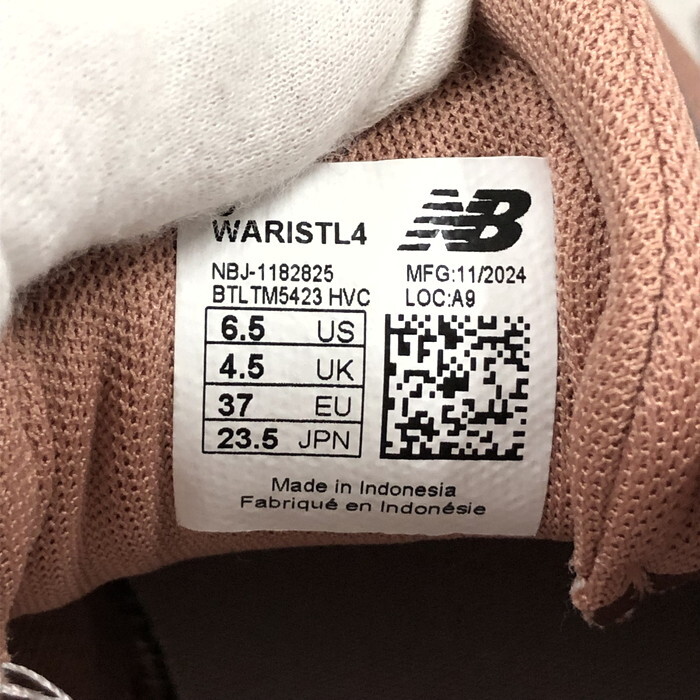 WARISTL4
NB
NBJ-1182825
MFG:11/2024
BTLTM5423 HVC
LOC:A9
6.5 US
4.5 UK
37 EU
23.5 JPN
Made in Indonesia
Fabriqué en Indonésie